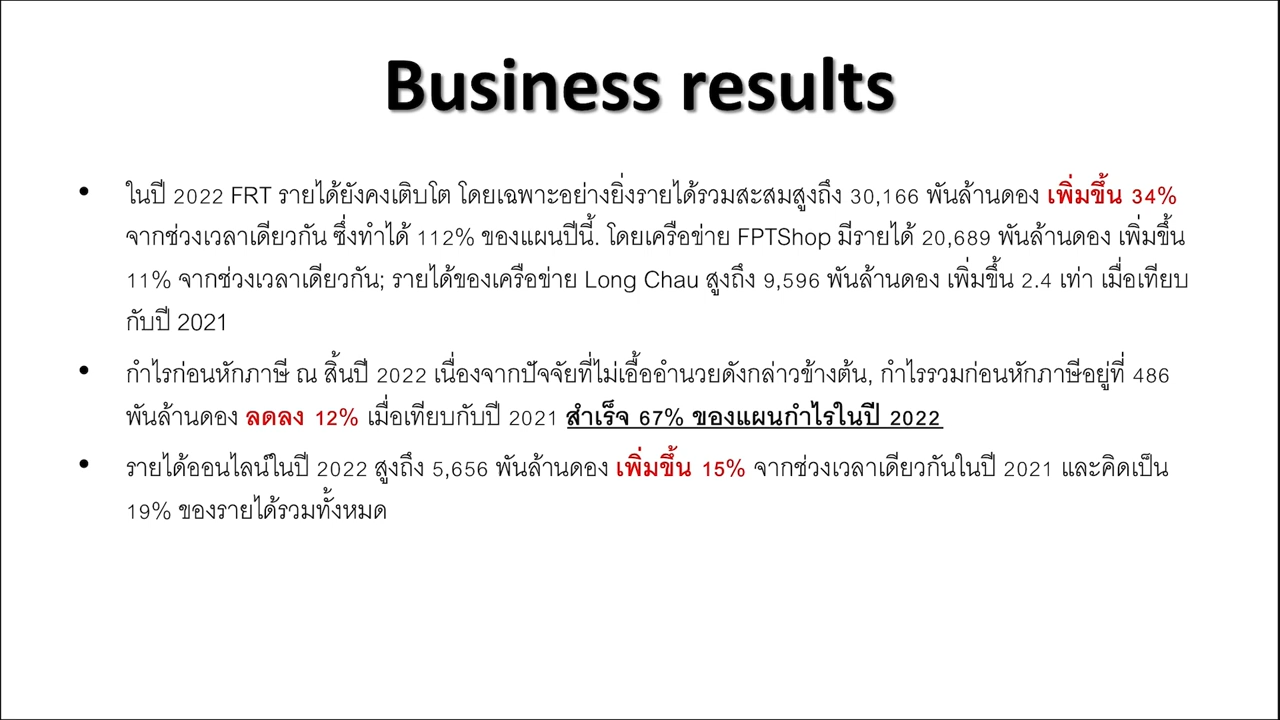 Business results
• ในปี 2022 FRT รายได้ยังคงเติบโต โดยเฉพาะอย่างยิ่งรายได้รวมสะสมสูงถึง 30,166 พันล้านดอง เพิ่มขึ้น 34%
จากช่วงเวลาเดียวกัน ซึ่งทำได้ 112% ของแผนปีนี้. โดยเครือข่าย FPTShop มีรายได้ 20,689 พันล้านดอง เพิ่มขึ้น
11% จากช่วงเวลาเดียวกัน; รายได้ของเครือข่าย Long Chau สูงถึง 9,596 พันล้านดอง เพิ่มขึ้น 2.4 เท่า เมื่อเทียบ
กับปี 2021
• กำไรก่อนหักภาษี ณ สิ้นปี 2022 เนื่องจากปัจจัยที่ไม่เอื้ออำนวยดังกล่าวข้างต้น, กำไรรวมก่อนหักภาษีอยู่ที่ 486
พันล้านดอง ลดลง 12% เมื่อเทียบกับปี 2021 สำเร็จ 67% ของแผนกำไรในปี 2022
• รายได้ออนไลน์ในปี 2022 สูงถึง 5,656 พันล้านดอง เพิ่มขึ้น 15% จากช่วงเวลาเดียวกันในปี 2021 และคิดเป็น
19% ของรายได้รวมทั้งหมด